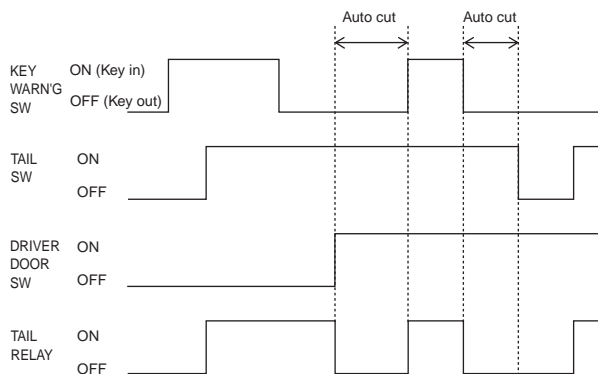 Auto cut Auto cut
KEY ON (Key in)
WARN'G
SW OFF (Key out)
TAIL ON
SW
OFF
DRIVER ON
DOOR
SW OFF
TAIL ON
RELAY
OFF